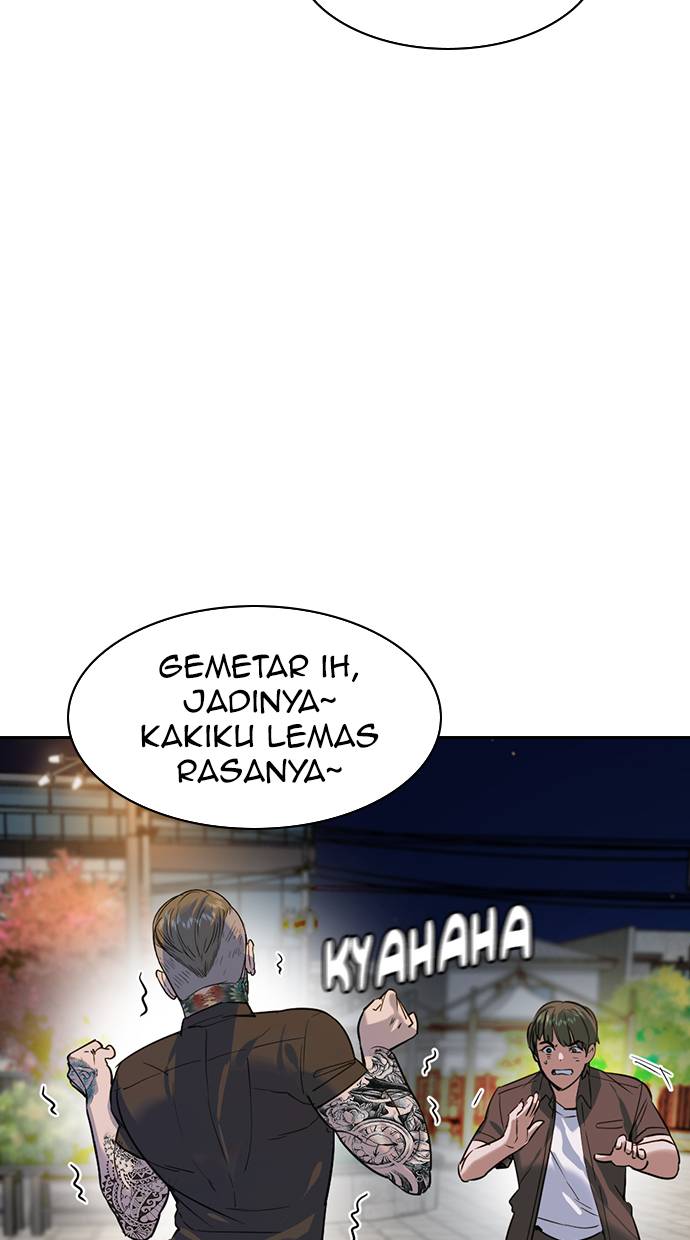 GEMETAR IH,
JADINYA~
KAKIKU LEMAS
RASANYA~
KYAHAHA